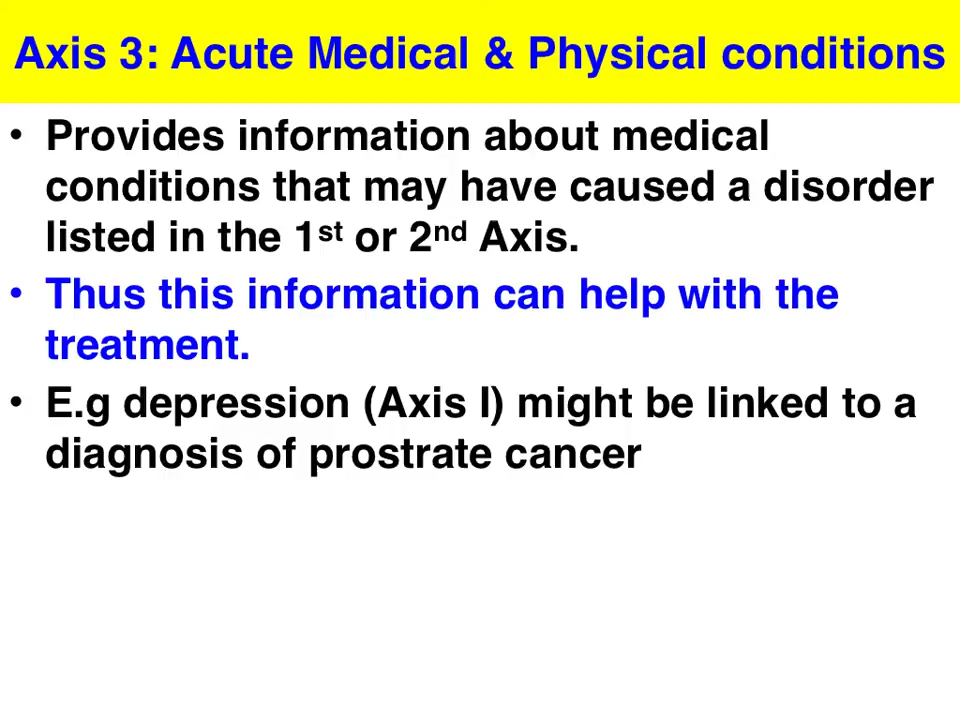 Axis 3: Acute Medical & Physical conditions
• Provides information about medical
conditions that may have caused a disorder
listed in the 1st or 2nd Axis.
• Thus this information can help with the
treatment.
• E.g depression (Axis I) might be linked to a
diagnosis of prostrate cancer